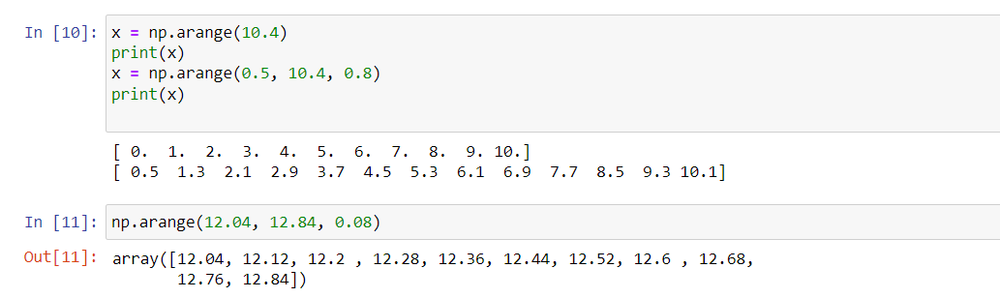 In [10]: x = np.arange(10.4)
print(x)
x = np.arange(0.5, 10.4, 0.8)
print(x)
[ 0.  1.  2.  3.  4.  5.  6.  7.  8.  9. 10.]
[ 0.5  1.3  2.1  2.9  3.7  4.5  5.3  6.1  6.9  7.7  8.5  9.3 10.1]
In [11]: np.arange(12.04, 12.84, 0.08)
Out[11]: array([12.04, 12.12, 12.2 , 12.28, 12.36, 12.44, 12.52, 12.6 , 12.68,
12.76, 12.84])